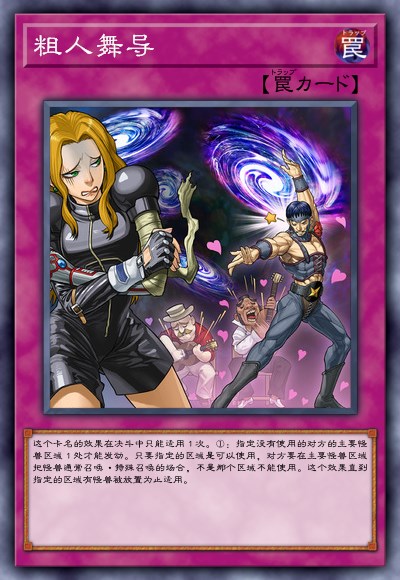 粗人舞导
罠
トラップ
【罠カード】
トラップ
这个卡名的效果在决斗中只能适用1次。①:指定没有使用的对方的主要怪
兽区域1处才能发动。只要指定的区域是可以使用,对方要在主要怪兽区域
把怪兽通常召唤·特殊召唤的场合,不是那个区域不能使用。这个效果直到
指定的区域有怪兽被放置为止适用。